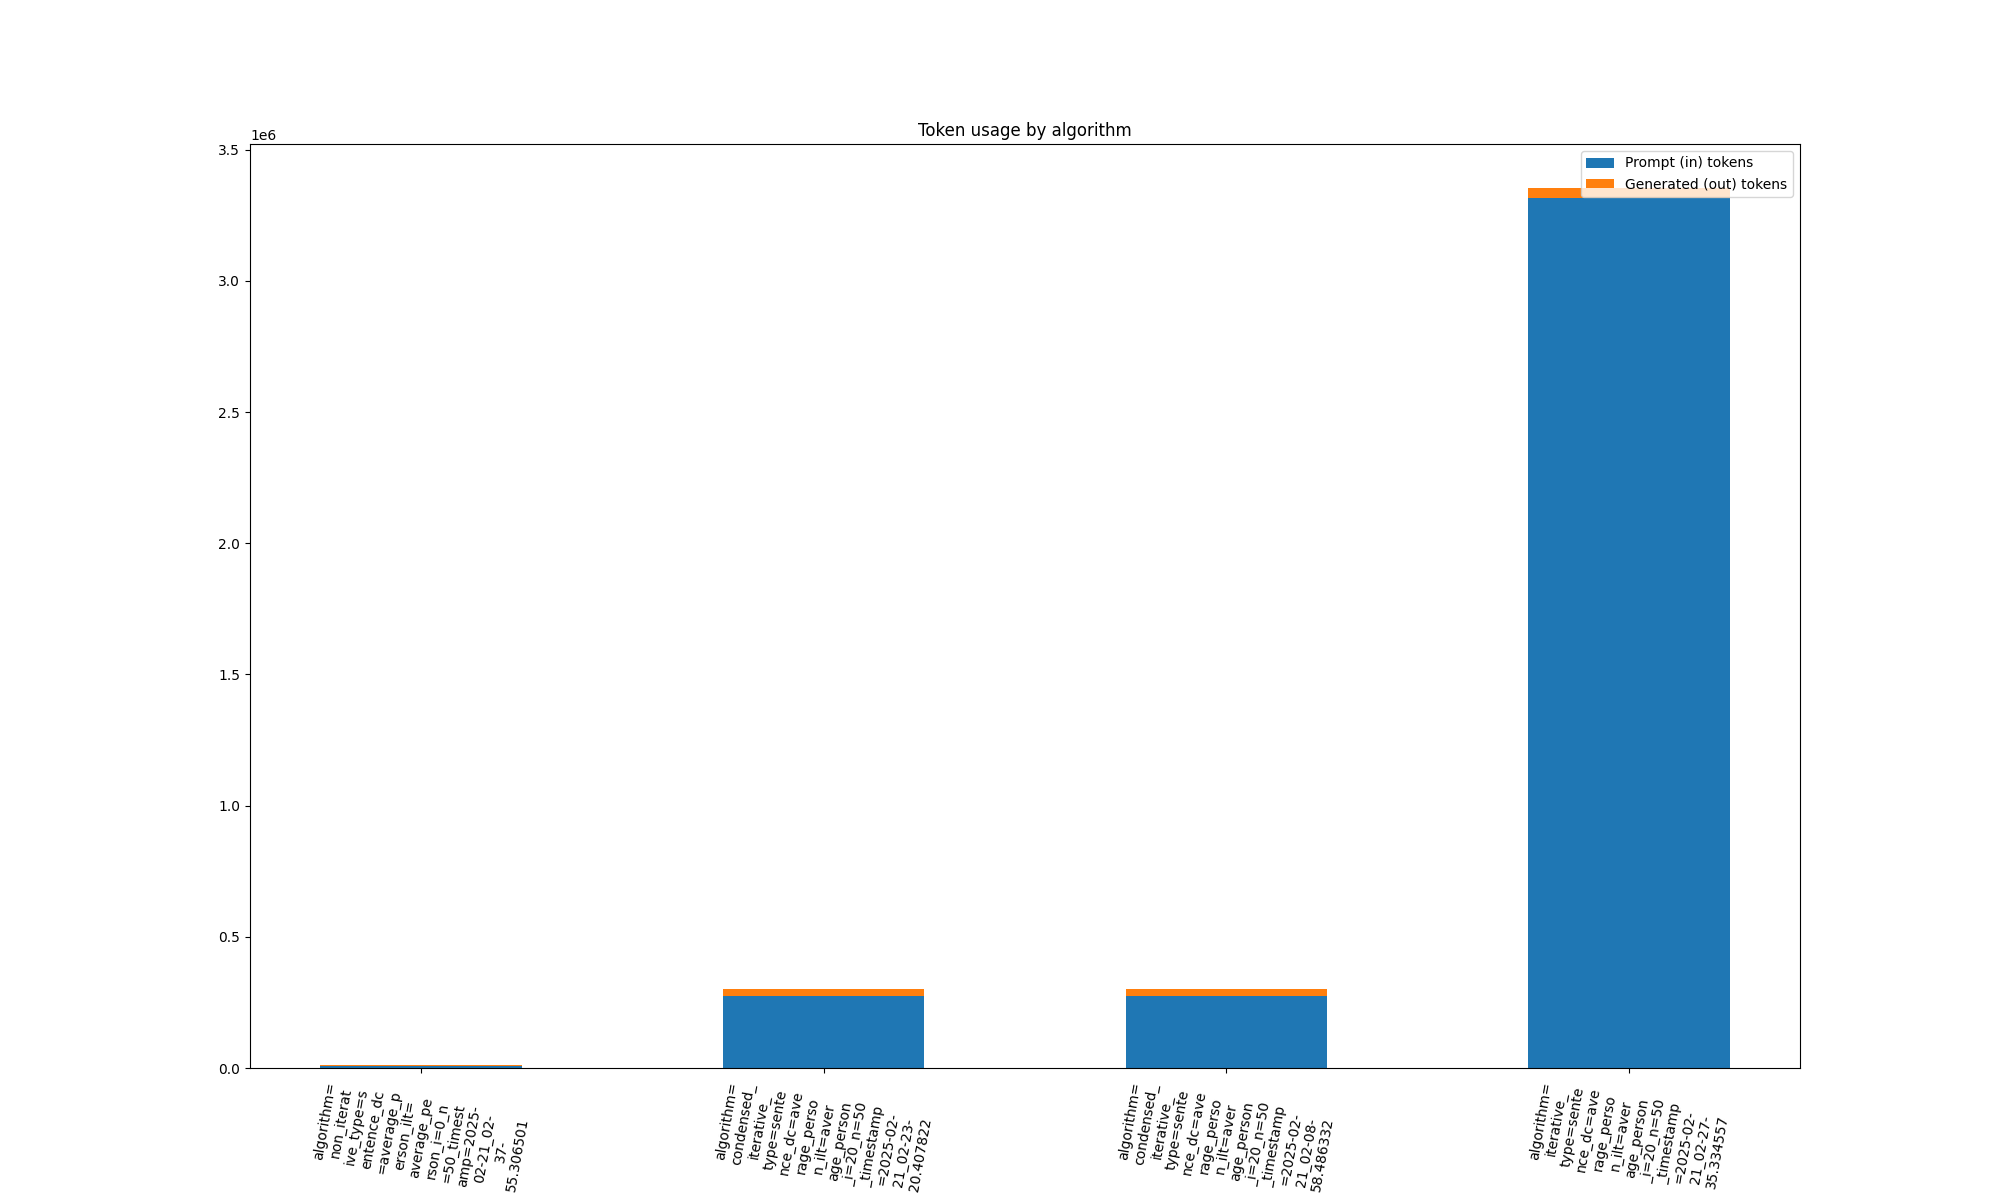 Token usage by algorithm
1e6
3.5
3.0
2.5
2.0
1.5
1.0
0.5
0.0
Prompt (in) tokens
Generated (out) tokens
algorithm=
non_iterat
ive_type=s
entence_dc
=average_p
erson_ilt=
average_pe
rson_i=0_n
=50_timest
amp=2025-
02-21_02-
37-
55.306501
algorithm=
condensed_
iterative_
type=sente
nce_dc=ave
rage_perso
n_ilt=aver
age_person
_i=20_n=50
_timestamp
=2025-02-
21_02-23-
20.407822
algorithm=
condensed_
iterative_
type=sente
nce_dc=ave
rage_perso
n_ilt=aver
age_person
_i=20_n=50
_timestamp
=2025-02-
21_02-08-
58.486332
algorithm=
iterative_
type=sente
nce_dc=ave
rage_perso
n_ilt=aver
age_person
_i=20_n=50
_timestamp
=2025-02-
21_02-27-
35.334557